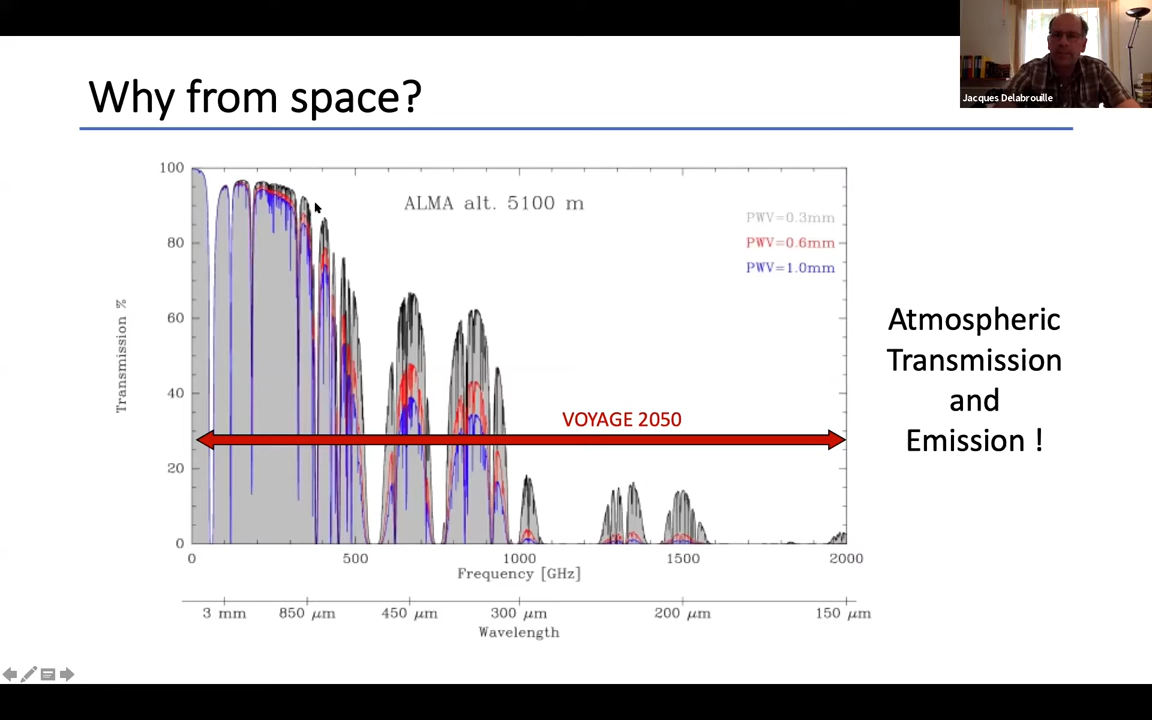 Jacques Delabrouille
Why from space?
ALMA alt. 5100 m
PWV=0.3mm
PWV=0.6mm
PWV=1.0mm
100
80
60
40
20
0
Transmission %
VOYAGE 2050
0 500 1000 1500 2000
Frequency [GHz]
3 mm 850 μm 450 μm 300 μm 200 μm 150 μm
Wavelength
Atmospheric
Transmission
and
Emission !